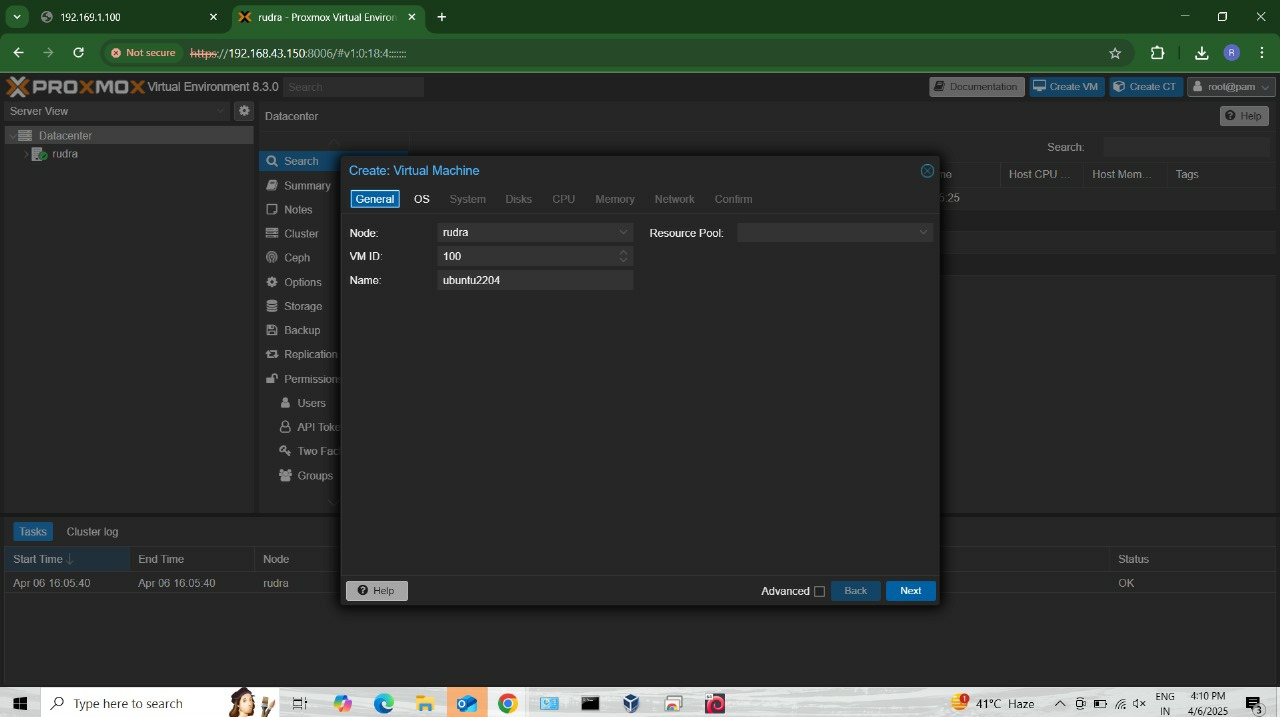 192.169.1.100
rudra - Proxmox Virtual Environ
Not secure https://192.168.43.150:8006/#v1:0:18:4:::::::
R
PROXMOX Virtual Environment 8.3.0 Search
Documentation Create VM Create CT root@pam
Server View
Datacenter
rudra
Datacenter
Help
Search:
Search
Summary
Notes
Cluster
Ceph
Options
Storage
Backup
Replication
Permissions
Users
API Toke
Two Fac
Groups
me Host CPU ... Host Mem... Tags
5:25
Create: Virtual Machine
General OS System Disks CPU Memory Network Confirm
Node: rudra Resource Pool:
VM ID: 100
Name: ubuntu2204
Help Advanced Back Next
Tasks Cluster log
Start Time End Time Node Status
Apr 06 16:05:40 Apr 06 16:05:40 rudra OK
Type here to search
1 41°C Haze
ENG
IN
4:10 PM
4/6/2025
3